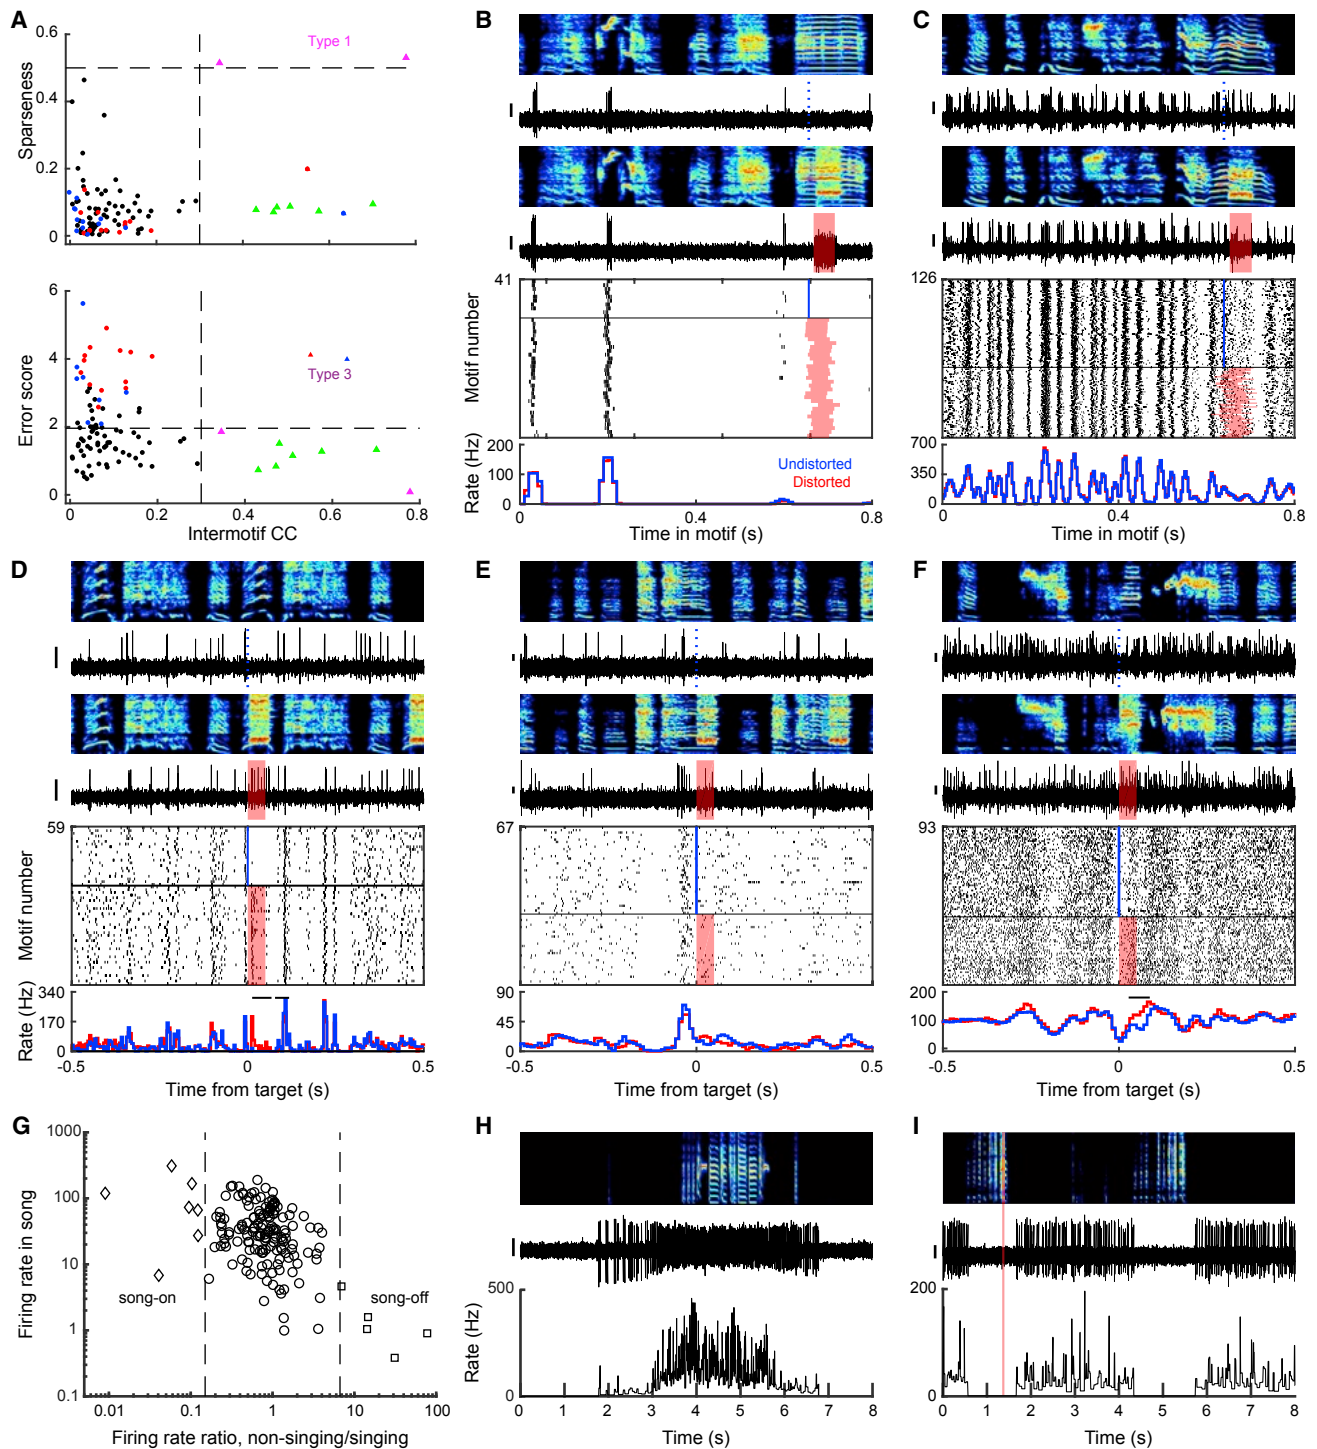 A
Sparseness
0.6
0.4
0.2
0
Type 1
Error score
6
4
2
0
Type 3
0
0.2
0.4
0.6
0.8
Intermotif CC
B
Motif number
41
Rate (Hz)
200
100
0
Undistorted
Distorted
0
0.4
0.8
Time in motif (s)
C
126
700
350
0
0
0.4
0.8
Time in motif (s)
D
Motif number
59
Rate (Hz)
340
170
0
-0.5
0
0.5
Time from target (s)
E
67
90
45
0
-0.5
0
0.5
Time from target (s)
F
93
200
100
0
-0.5
0
0.5
Time from target (s)
G
Firing rate in song
1000
100
10
1
0.1
song-on
song-off
0.01
0.1
1
10
100
Firing rate ratio, non-singing/singing
H
Rate (Hz)
500
0
0 1 2 3 4 5 6 7 8
Time (s)
I
200
100
0
0 1 2 3 4 5 6 7 8
Time (s)